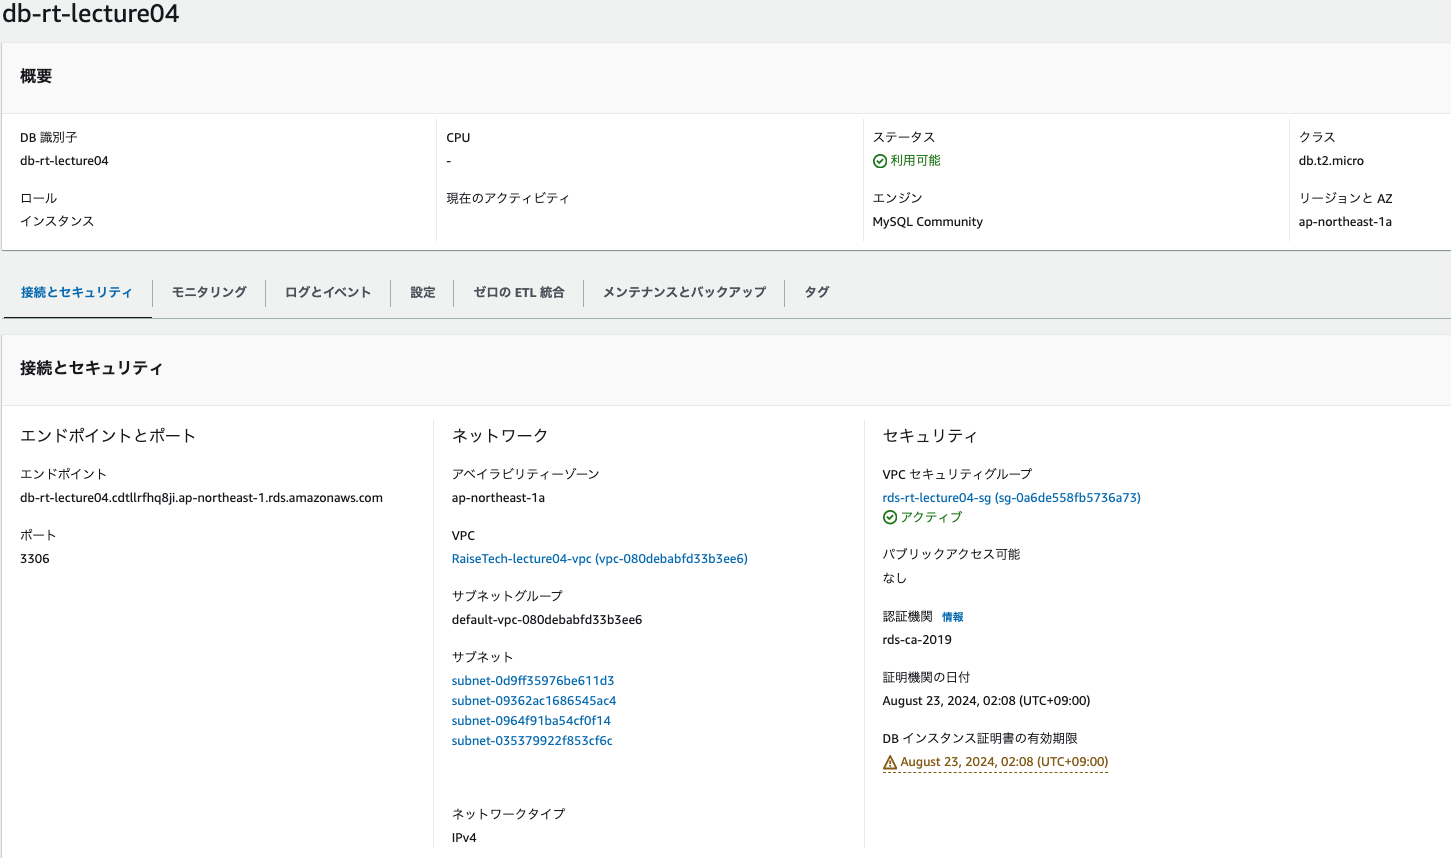 db-rt-lecture04
概要
DB 識別子
db-rt-lecture04
ロール
インスタンス
CPU
-
現在のアクティビティ
ステータス
利用可能
エンジン
MySQL Community
クラス
db.t2.micro
リージョンと AZ
ap-northeast-1a
接続とセキュリティ
モニタリング
ログとイベント
設定
ゼロの ETL 統合
メンテナンスとバックアップ
タグ
接続とセキュリティ
エンドポイントとポート
エンドポイント
db-rt-lecture04.cdtllrfhq8ji.ap-northeast-1.rds.amazonaws.com
ポート
3306
ネットワーク
アベイラビリティーゾーン
ap-northeast-1a
VPC
RaiseTech-lecture04-vpc (vpc-080debabfd33b3ee6)
サブネットグループ
default-vpc-080debabfd33b3ee6
サブネット
subnet-0d9ff35976be611d3
subnet-09362ac1686545ac4
subnet-0964f91ba54cf0f14
subnet-035379922f853cf6c
ネットワークタイプ
IPv4
セキュリティ
VPC セキュリティグループ
rds-rt-lecture04-sg (sg-0a6de558fb5736a73)
アクティブ
パブリックアクセス可能
なし
認証機関 情報
rds-ca-2019
証明機関の日付
August 23, 2024, 02:08 (UTC+09:00)
DB インスタンス証明書の有効期限
August 23, 2024, 02:08 (UTC+09:00)